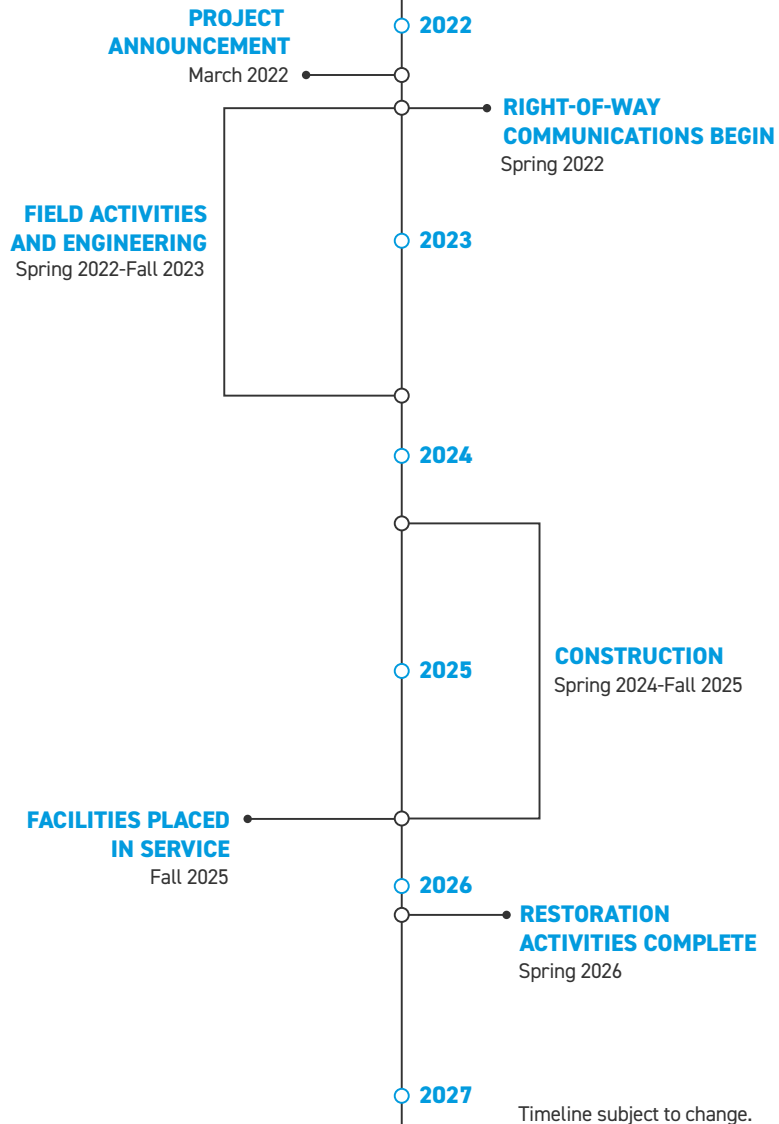 2022
PROJECT
ANNOUNCEMENT
March 2022
RIGHT-OF-WAY
COMMUNICATIONS BEGIN
Spring 2022
FIELD ACTIVITIES
AND ENGINEERING
Spring 2022-Fall 2023
2023
2024
CONSTRUCTION
Spring 2024-Fall 2025
2025
FACILITIES PLACED
IN SERVICE
Fall 2025
2026
RESTORATION
ACTIVITIES COMPLETE
Spring 2026
2027
Timeline subject to change.